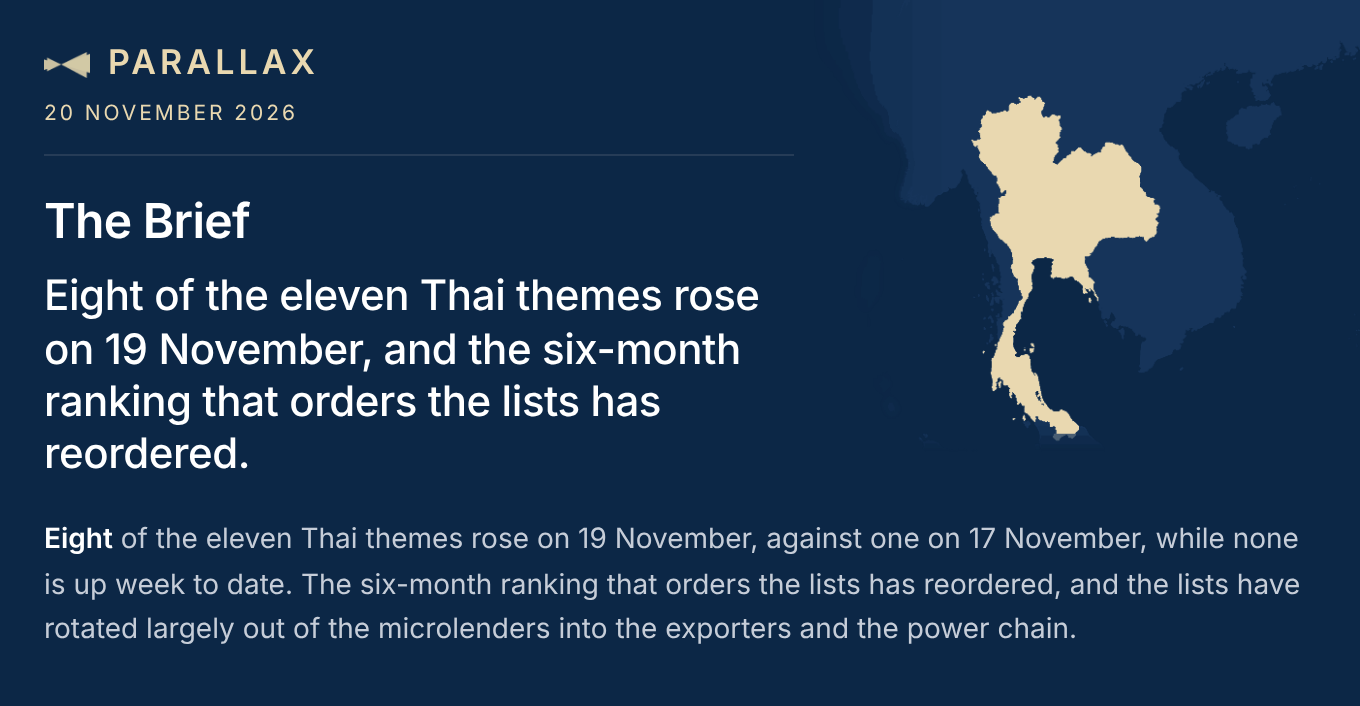 PARALLAX
20 NOVEMBER 2026
The Brief
Eight of the eleven Thai themes rose
on 19 November, and the six-month
ranking that orders the lists has
reordered.
Eight of the eleven Thai themes rose on 19 November, against one on 17 November, while none
is up week to date. The six-month ranking that orders the lists has reordered, and the lists have
rotated largely out of the microlenders into the exporters and the power chain.